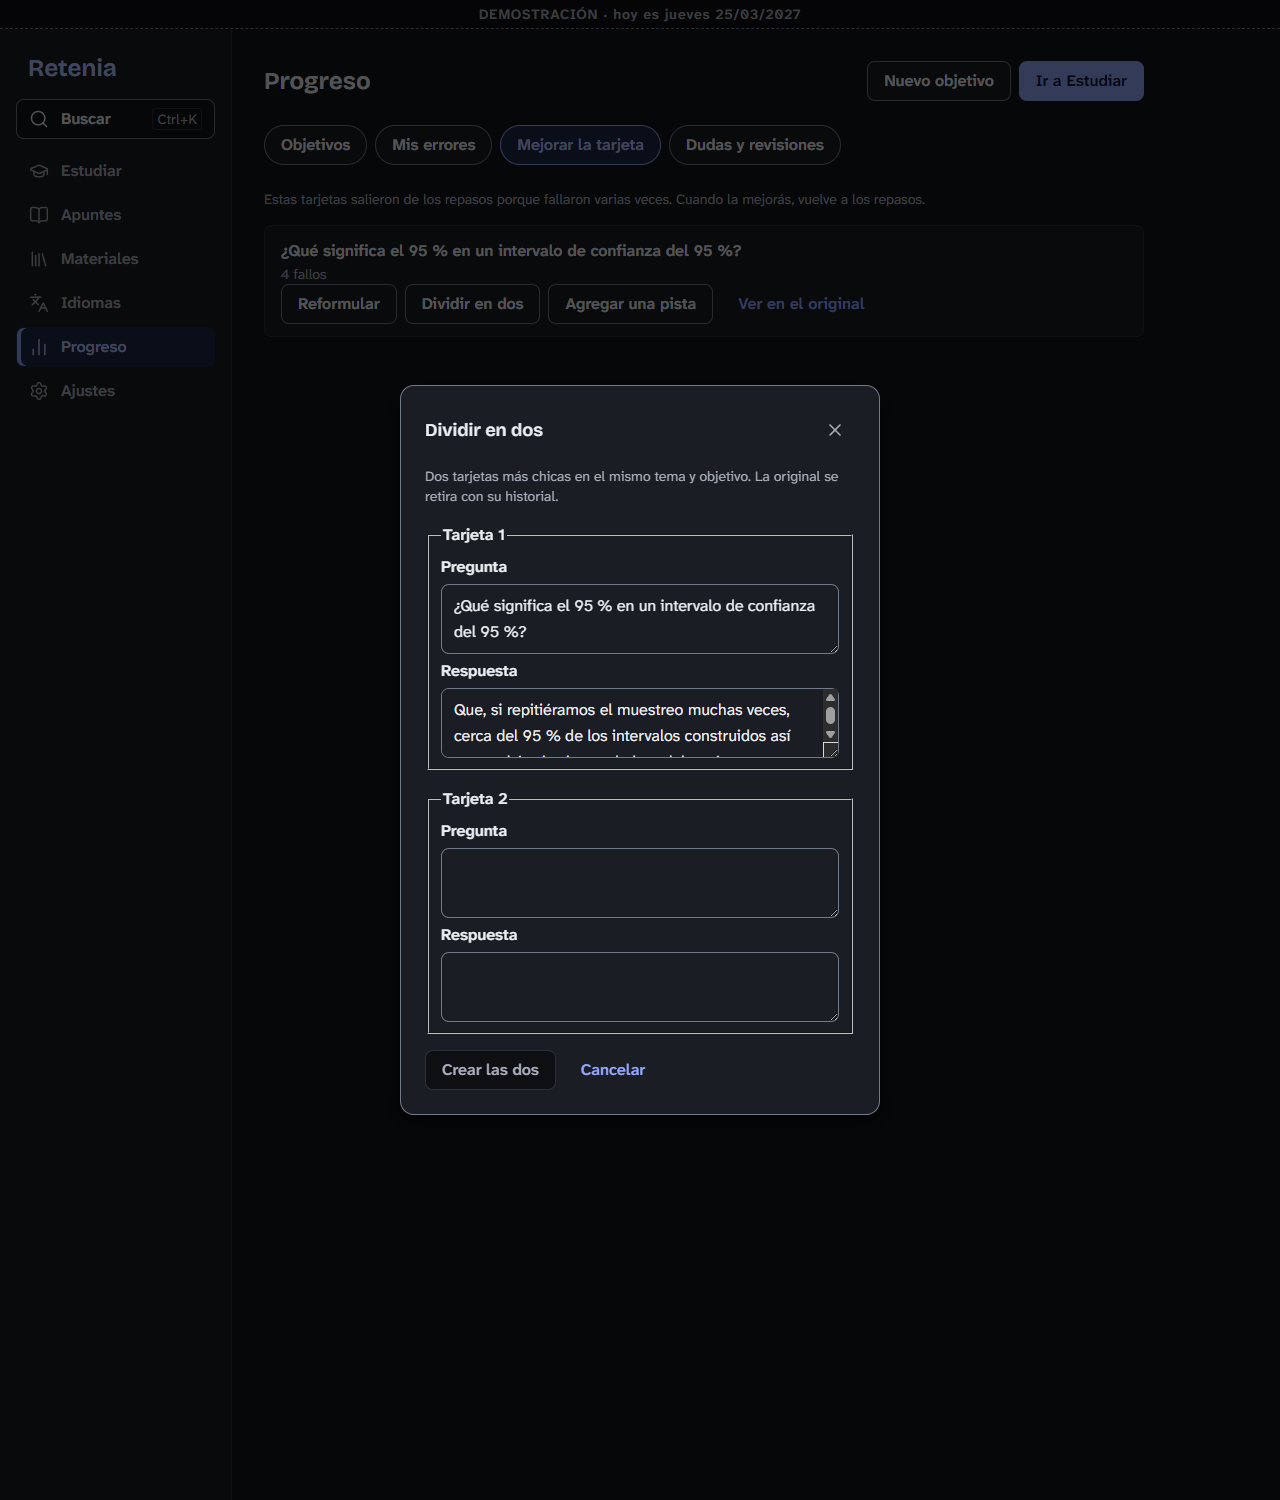 DEMOSTRACIÓN · hoy es jueves 25/03/2027
Retenia
Buscar Ctrl+K
Estudiar
Apuntes
Materiales
Idiomas
Progreso
Ajustes
Progreso
Nuevo objetivo
Ir a Estudiar
Objetivos
Mis errores
Mejorar la tarjeta
Dudas y revisiones
Estas tarjetas salieron de los repasos porque fallaron varias veces. Cuando la mejorás, vuelve a los repasos.
¿Qué significa el 95 % en un intervalo de confianza del 95 %?
4 fallos
Reformular
Dividir en dos
Agregar una pista
Ver en el original
Dividir en dos
Dos tarjetas más chicas en el mismo tema y objetivo. La original se
retira con su historial.
Tarjeta 1
Pregunta
¿Qué significa el 95 % en un intervalo de confianza
del 95 %?
Respuesta
Que, si repitiéramos el muestreo muchas veces,
cerca del 95 % de los intervalos construidos así
Tarjeta 2
Pregunta
Respuesta
Crear las dos
Cancelar